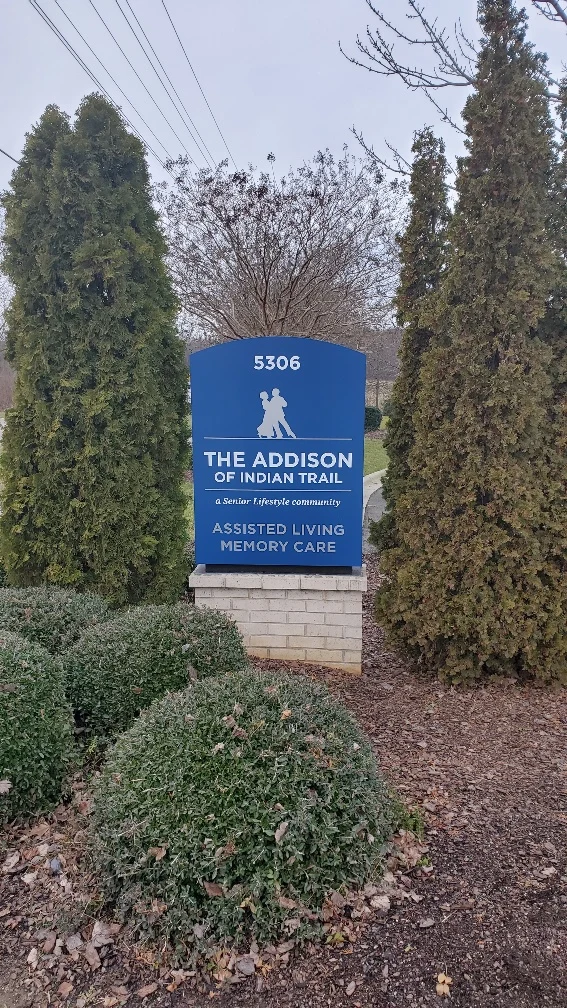 5306
THE ADDISON
OF INDIAN TRAIL
a Senior Lifestyle community
ASSISTED LIVING
MEMORY CARE